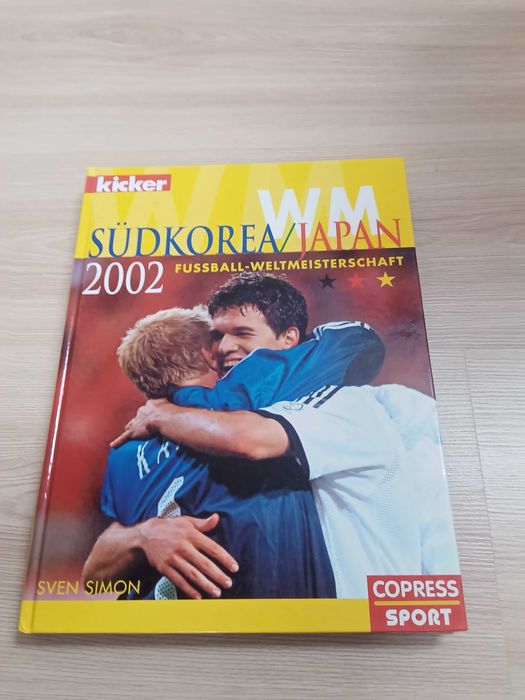 kicker
WM
SÜDKOREA/JAPAN
2002 FUSSBALL-WELTMEISTERSCHAFT
SVEN SIMON
COPRESS
SPORT